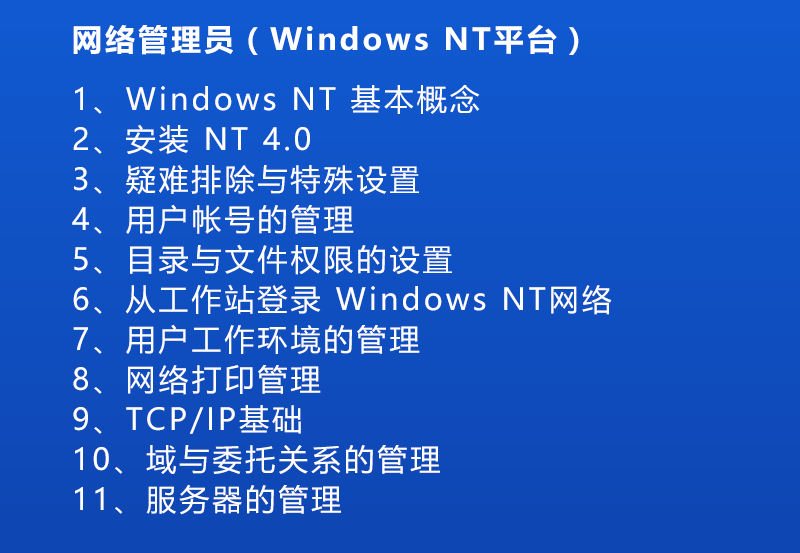 网络管理员（Windows NT平台）
1、Windows NT 基本概念
2、安装 NT 4.0
3、疑难排除与特殊设置
4、用户帐号的管理
5、目录与文件权限的设置
6、从工作站登录 Windows NT网络
7、用户工作环境的管理
8、网络打印管理
9、TCP/IP基础
10、域与委托关系的管理
11、服务器的管理